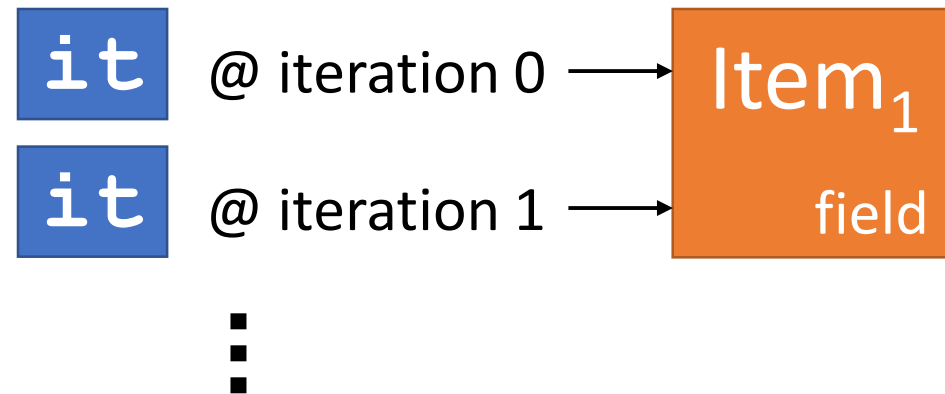 it @ iteration 0 Item₁
it @ iteration 1 field
⋮